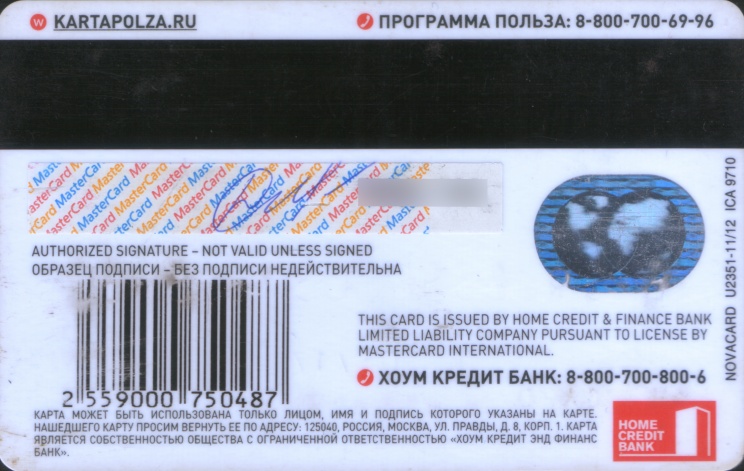 KARTAPOLZA.RU
ПРОГРАММА ПОЛЬЗА: 8-800-700-69-96
MasterCard MasterCard MasterCard MasterCard
AUTHORIZED SIGNATURE – NOT VALID UNLESS SIGNED
ОБРАЗЕЦ ПОДПИСИ – БЕЗ ПОДПИСИ НЕДЕЙСТВИТЕЛЬНА
NOVACARD U2351-11/12 ICA 9710
THIS CARD IS ISSUED BY HOME CREDIT & FINANCE BANK
LIMITED LIABILITY COMPANY PURSUANT TO LICENSE BY
MASTERCARD INTERNATIONAL.
ХОУМ КРЕДИТ БАНК: 8-800-700-800-6
2 559000 750487
КАРТА МОЖЕТ БЫТЬ ИСПОЛЬЗОВАНА ТОЛЬКО ЛИЦОМ, ИМЯ И ПОДПИСЬ КОТОРОГО УКАЗАНЫ НА КАРТЕ.
НАШЕДШЕГО КАРТУ ПРОСИМ ВЕРНУТЬ ЕЕ ПО АДРЕСУ: 125040, РОССИЯ, МОСКВА, УЛ. ПРАВДЫ, Д. 8, КОРП. 1. КАРТА
ЯВЛЯЕТСЯ СОБСТВЕННОСТЬЮ ОБЩЕСТВА С ОГРАНИЧЕННОЙ ОТВЕТСТВЕННОСТЬЮ «ХОУМ КРЕДИТ ЭНД ФИНАНС
БАНК».
HOME
CREDIT
BANK